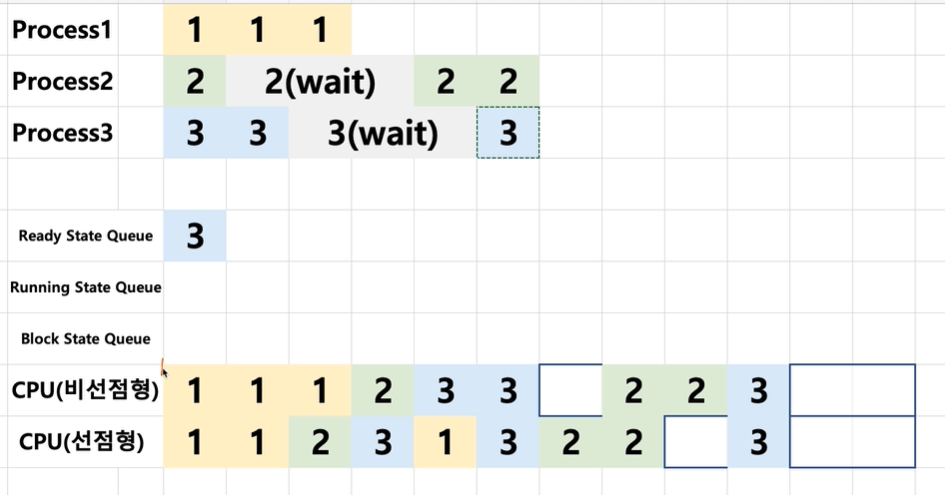 Process1 1 1 1
Process2 2 2(wait) 2 2
Process3 3 3 3(wait) 3
Ready State Queue 3
Running State Queue
Block State Queue
CPU(비선점형) 1 1 1 2 3 3 2 2 3
CPU(선점형) 1 1 2 3 1 3 2 2 3